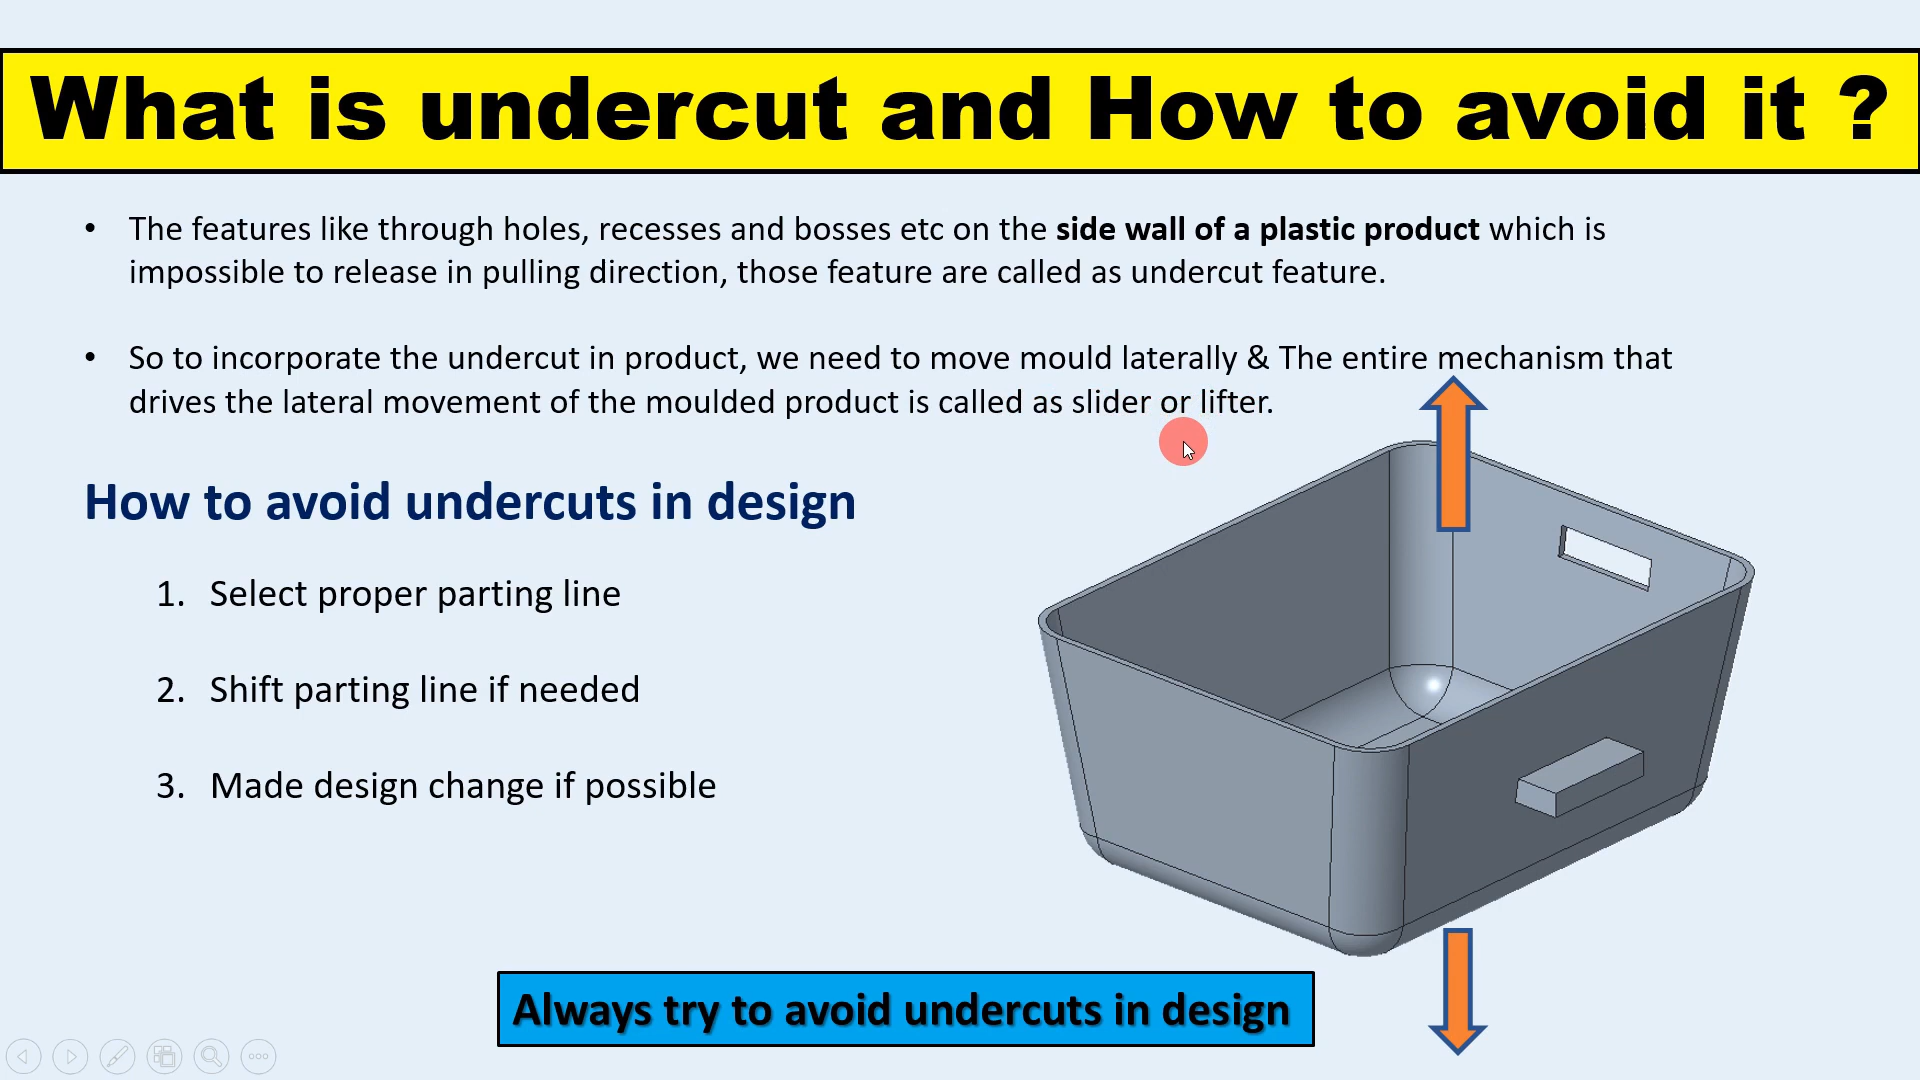 What is undercut and How to avoid it ?
• The features like through holes, recesses and bosses etc on the side wall of a plastic product which is
impossible to release in pulling direction, those feature are called as undercut feature.
• So to incorporate the undercut in product, we need to move mould laterally & The entire mechanism that
drives the lateral movement of the moulded product is called as slider or lifter.
How to avoid undercuts in design
1. Select proper parting line
2. Shift parting line if needed
3. Made design change if possible
Always try to avoid undercuts in design